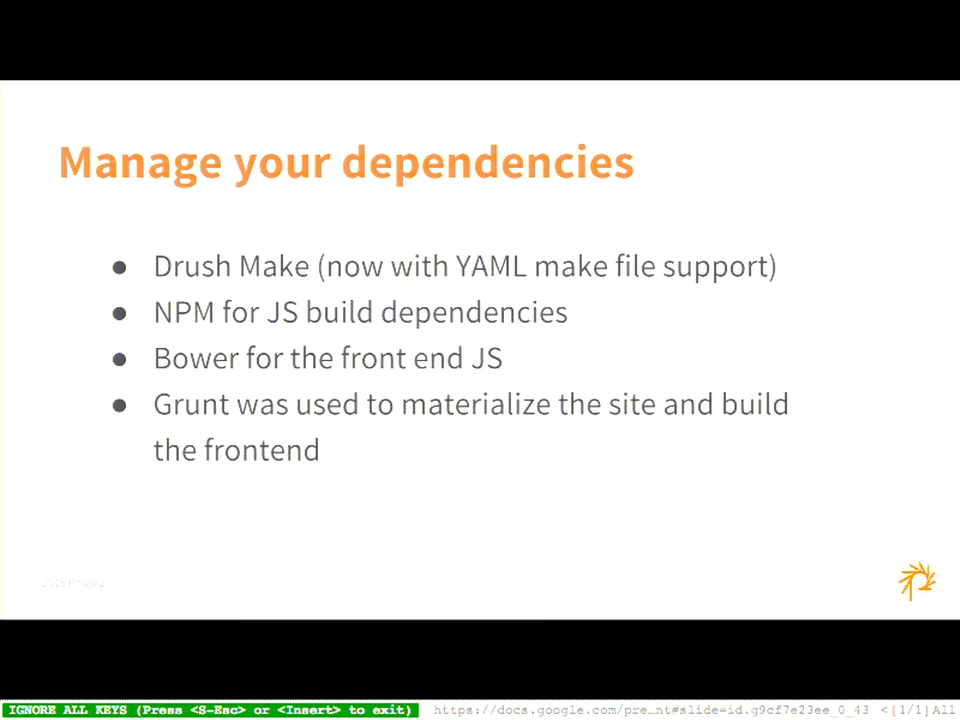 Manage your dependencies
● Drush Make (now with YAML make file support)
● NPM for JS build dependencies
● Bower for the front end JS
● Grunt was used to materialize the site and build
the frontend
IGNORE ALL KEYS (Press <S-Esc> or <Insert> to exit) https://docs.google.com/pre…nt#slide=id.g9cf7e23ee_0_43 <{1/1}All